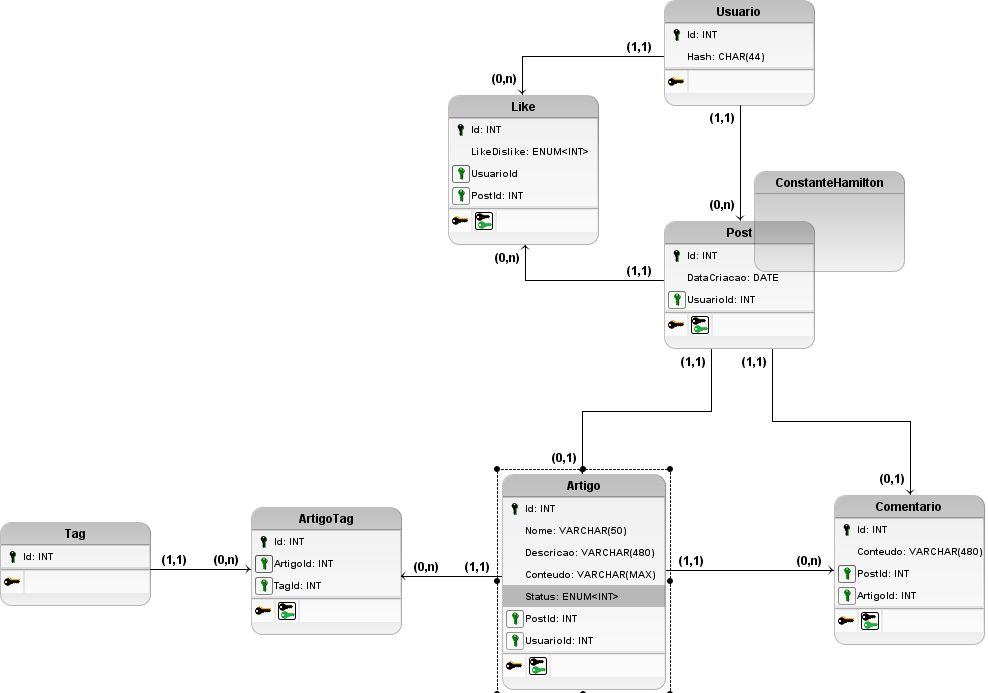 Usuario
Id: INT
Hash: CHAR(44)
(1,1)
(0,n)
(1,1)
(0,n)
Like
Id: INT
LikeDislike: ENUM<INT>
UsuarioId
PostId: INT
(0,n)
(1,1)
ConstanteHamilton
Post
Id: INT
DataCriacao: DATE
UsuarioId: INT
(1,1)
(1,1)
(0,1)
(0,1)
Artigo
Id: INT
Nome: VARCHAR(50)
Descricao: VARCHAR(480)
Conteudo: VARCHAR(MAX)
Status: ENUM<INT>
PostId: INT
UsuarioId: INT
Comentario
Id: INT
Conteudo: VARCHAR(480)
PostId: INT
ArtigoId: INT
(1,1)
(0,n)
ArtigoTag
Id: INT
ArtigoId: INT
TagId: INT
(0,n)
(1,1)
Tag
Id: INT
(1,1)
(0,n)